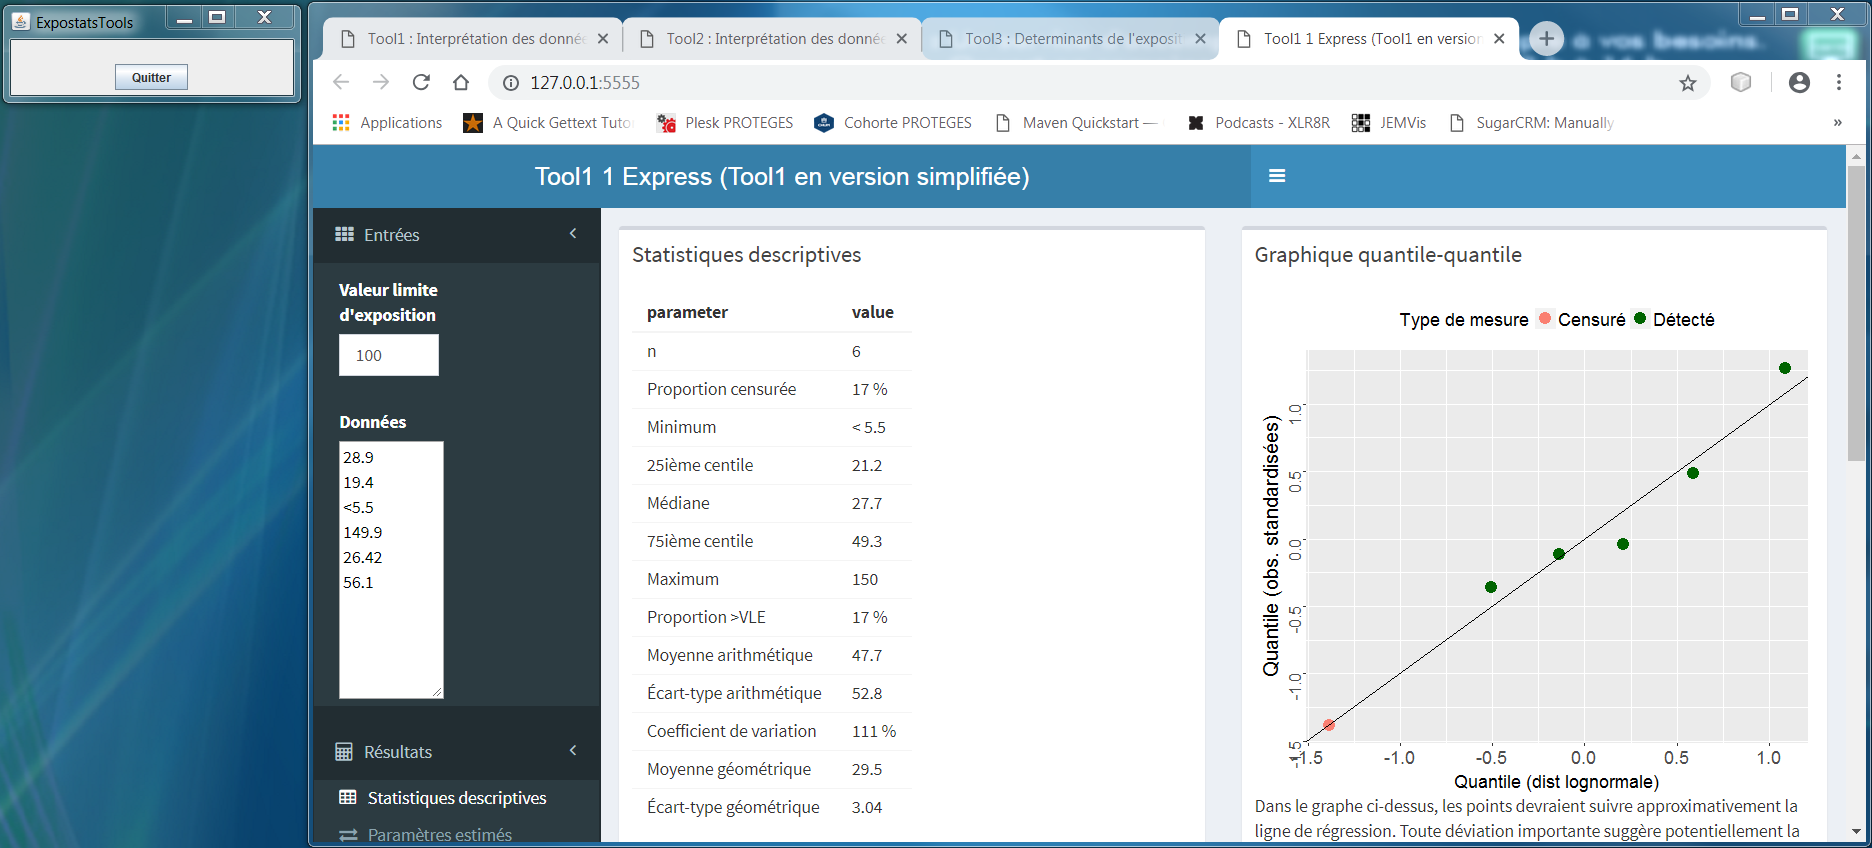 ExpostatsTools
Quitter
Tool1 : Interprétation des donné
Tool2 : Interprétation des donné
Tool3 : Determinants de l'exposit
Tool1 1 Express (Tool1 en version
à vos besoins.
127.0.0.1:5555
Applications
A Quick Gettext Tuto
Plesk PROTEGES
Cohorte PROTEGES
Maven Quickstart —
Podcasts - XLR8R
JEMVis
SugarCRM: Manually
»
Tool1 1 Express (Tool1 en version simplifiée)
Entrées
Valeur limite
d'exposition
100
Données
28.9
19.4
<5.5
149.9
26.42
56.1
Résultats
Statistiques descriptives
Paramètres estimés
Statistiques descriptives
parameter value
n 6
Proportion censurée 17 %
Minimum < 5.5
25ième centile 21.2
Médiane 27.7
75ième centile 49.3
Maximum 150
Proportion >VLE 17 %
Moyenne arithmétique 47.7
Écart-type arithmétique 52.8
Coefficient de variation 111 %
Moyenne géométrique 29.5
Écart-type géométrique 3.04
Graphique quantile-quantile
Type de mesure Censuré Détecté
Quantile (obs. standardisées)
1.0
0.5
0.0
-0.5
-1.0
-1.5
-1.5 -1.0 -0.5 0.0 0.5 1.0
Quantile (dist lognormale)
Dans le graphe ci-dessus, les points devraient suivre approximativement la
ligne de régression. Toute déviation importante suggère potentiellement la